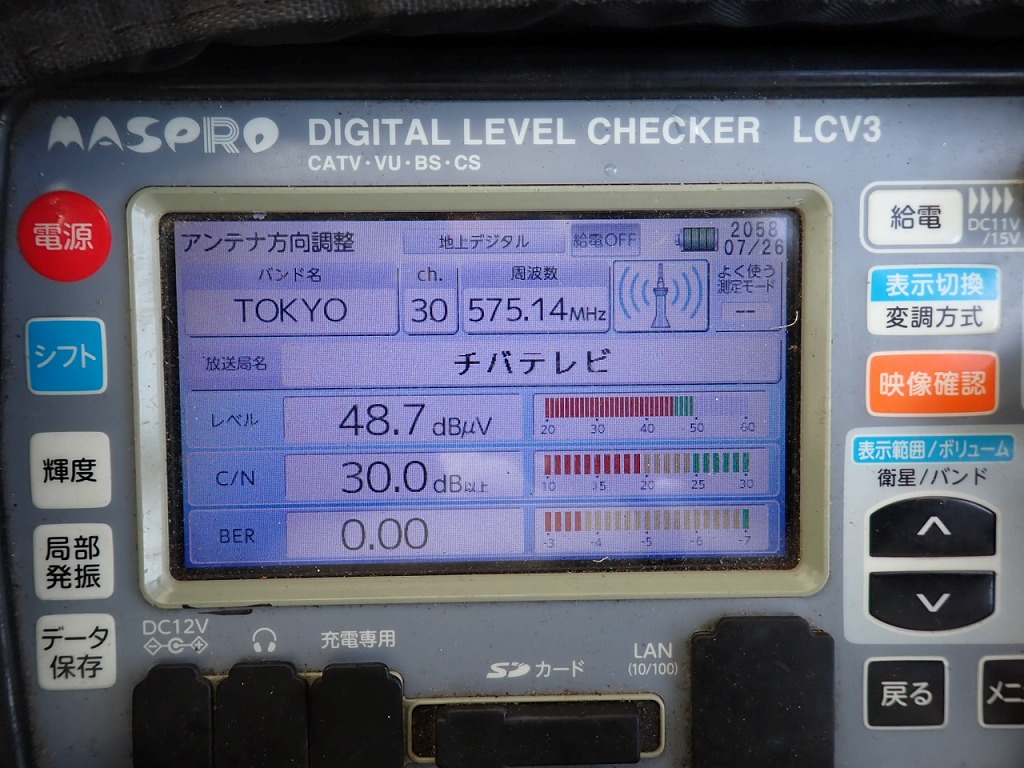 MASPRO DIGITAL LEVEL CHECKER LCV3
CATV・VU・BS・CS
電源
シフト
輝度
局部
発振
データ
保存
アンテナ方向調整 地上デジタル 給電OFF 2058
07/26
バンド名 ch. 周波数 よく使う
測定モード
TOKYO 30 575.14MHz --
放送局名 チバテレビ
レベル 48.7 dBμV
20 30 40 50 60
C/N 30.0 dB以上
10 15 20 25 30
BER 0.00
-3 -4 -5 -6 -7
給電 DC11V
/15V
表示切換
変調方式
映像確認
表示範囲/ボリューム
衛星/バンド
戻る
メニ
DC12V
充電専用
SDカード
LAN
(10/100)